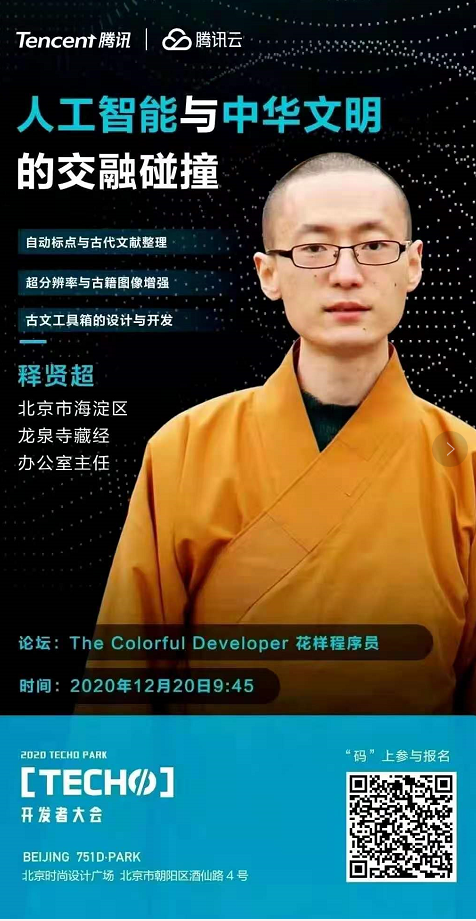 Tencent 腾讯 | 腾讯云
人工智能与中华文明
的交融碰撞
自动标点与古代文献整理
超分辨率与古籍图像增强
古文工具箱的设计与开发
释贤超
北京市海淀区
龙泉寺藏经
办公室主任
论坛：The Colorful Developer 花样程序员
时间：2020年12月20日9:45
2020 TECHO PARK
[TECHO]
开发者大会
“码”上参与报名
BEIJING 751D·PARK
北京时尚设计广场 北京市朝阳区酒仙路 4 号